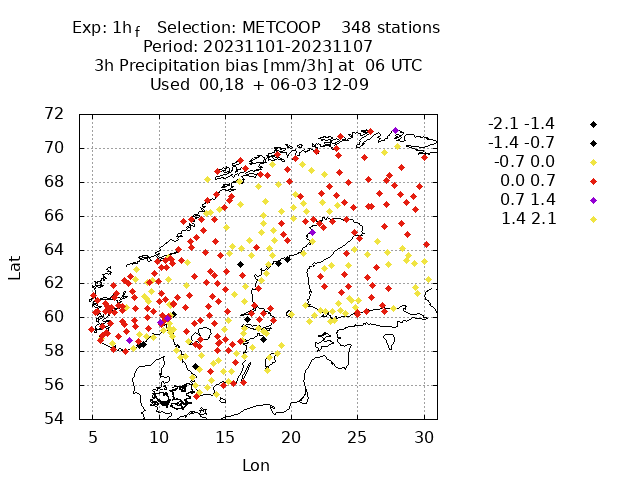 Exp: 1h f Selection: METCOOP 348 stations
Period: 20231101-20231107
3h Precipitation bias [mm/3h] at 06 UTC
Used 00,18 + 06-03 12-09
-2.1 -1.4
-1.4 -0.7
-0.7 0.0
0.0 0.7
0.7 1.4
1.4 2.1
72
70
68
66
64
62
60
58
56
54
Lat
5 10 15 20 25 30
Lon